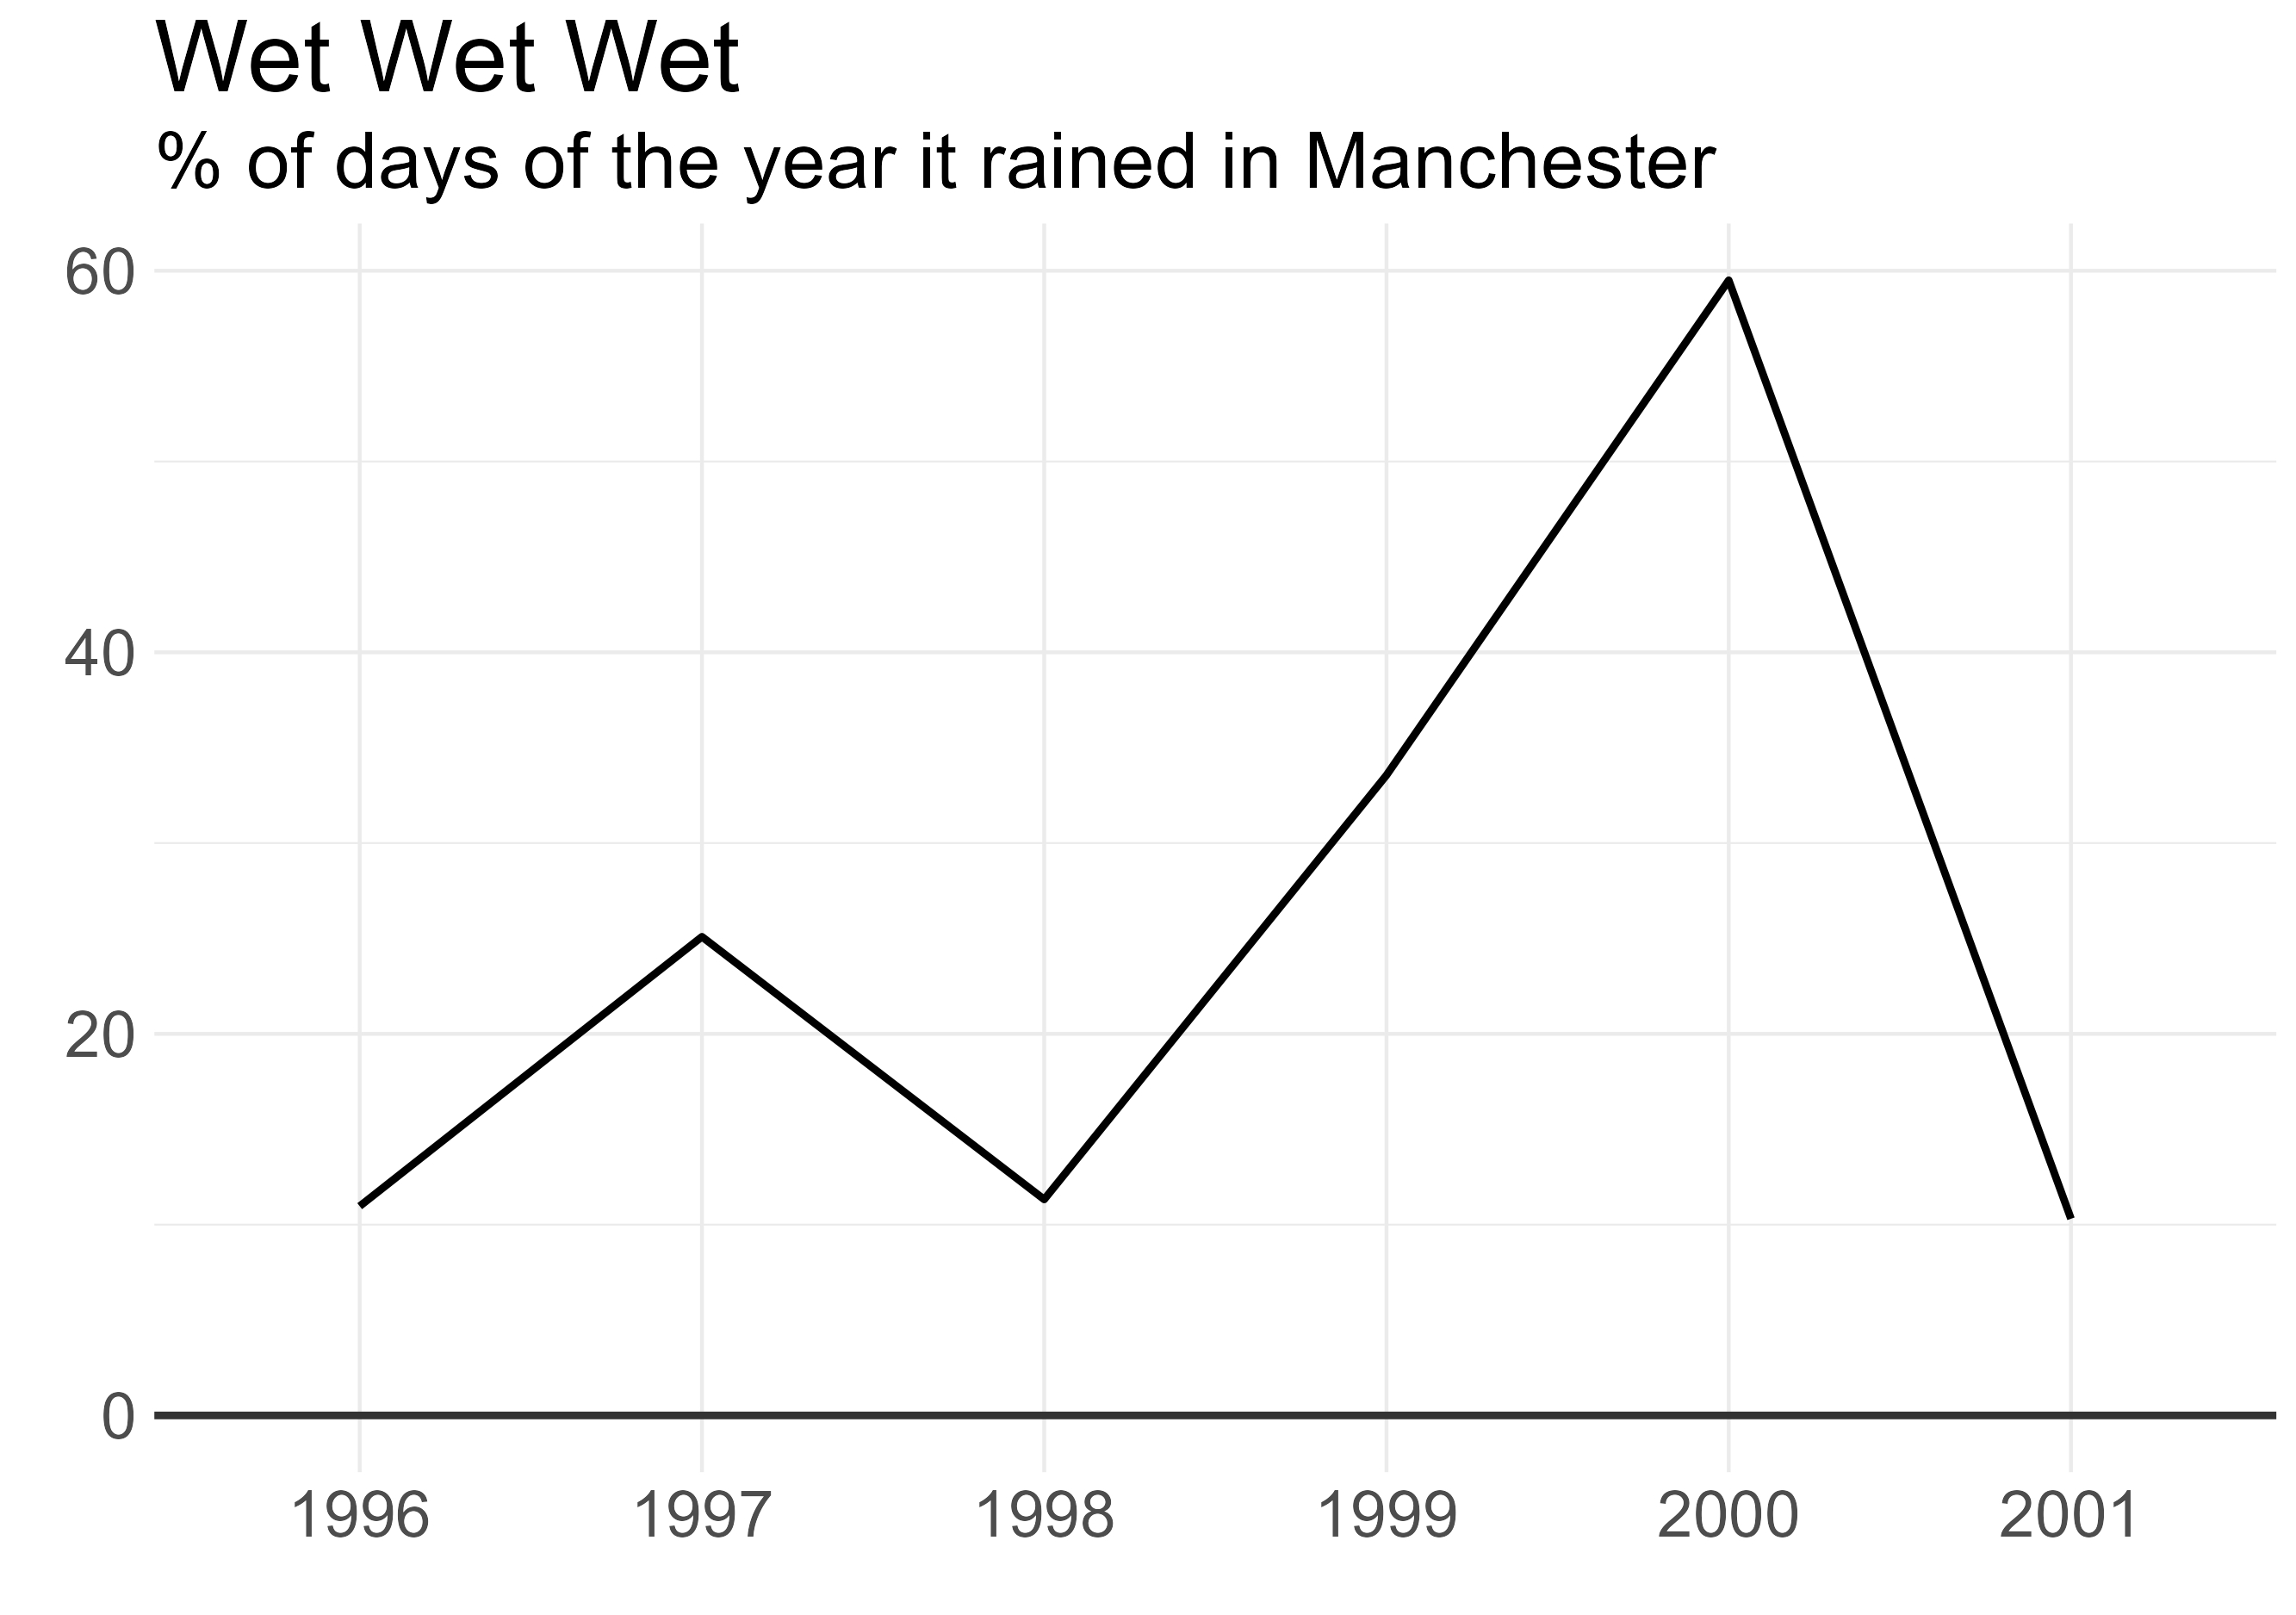 Wet Wet Wet
% of days of the year it rained in Manchester
60
40
20
0
1996 1997 1998 1999 2000 2001